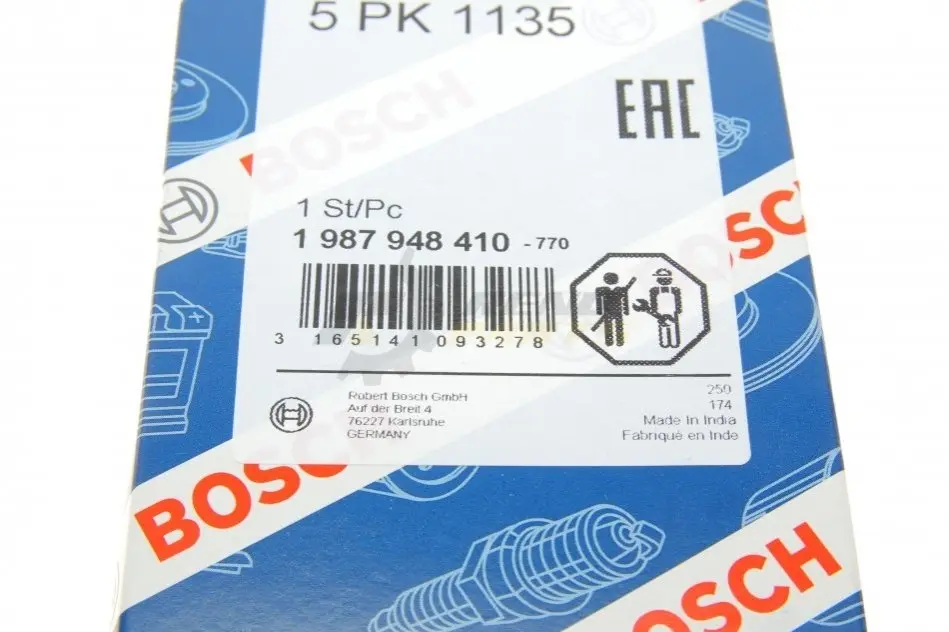 5 PK 1135
BOSCH
EAC
1 St/Pc
1 987 948 410 - 770
3 165141 093278
Robert Bosch GmbH
Auf der Breit 4
76227 Karlsruhe
GERMANY
250
174
Made In India
Fabriqué en Inde
BOSCH
BOSCH